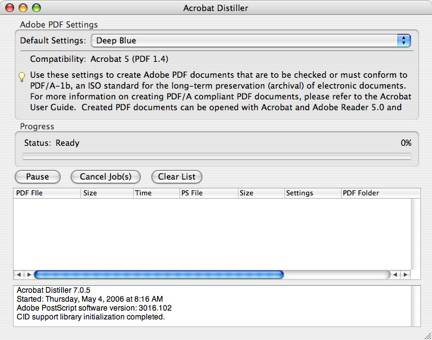 Acrobat Distiller
Adobe PDF Settings
Default Settings: Deep Blue
Compatibility: Acrobat 5 (PDF 1.4)
Use these settings to create Adobe PDF documents that are to be checked or must conform to
PDF/A-1b, an ISO standard for the long-term preservation (archival) of electronic documents.
For more information on creating PDF/A compliant PDF documents, please refer to the Acrobat
User Guide. Created PDF documents can be opened with Acrobat and Adobe Reader 5.0 and
Progress
Status: Ready 0%
Pause Cancel Job(s) Clear List
PDF File Size Time PS File Size Settings PDF Folder
Acrobat Distiller 7.0.5
Started: Thursday, May 4, 2006 at 8:16 AM
Adobe PostScript software version: 3016.102
CID support library initialization completed.